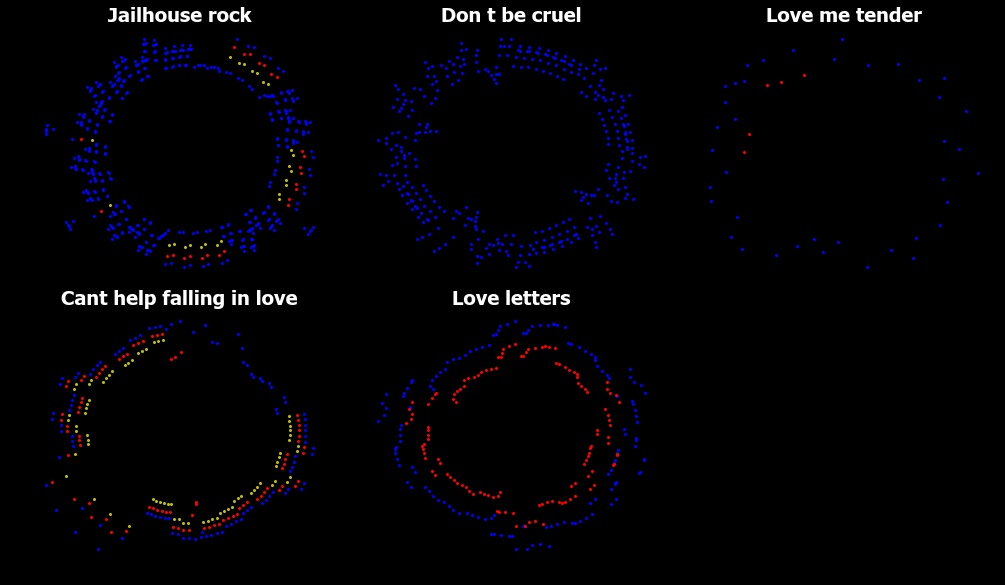 Jailhouse rock
Don t be cruel
Love me tender
Cant help falling in love
Love letters